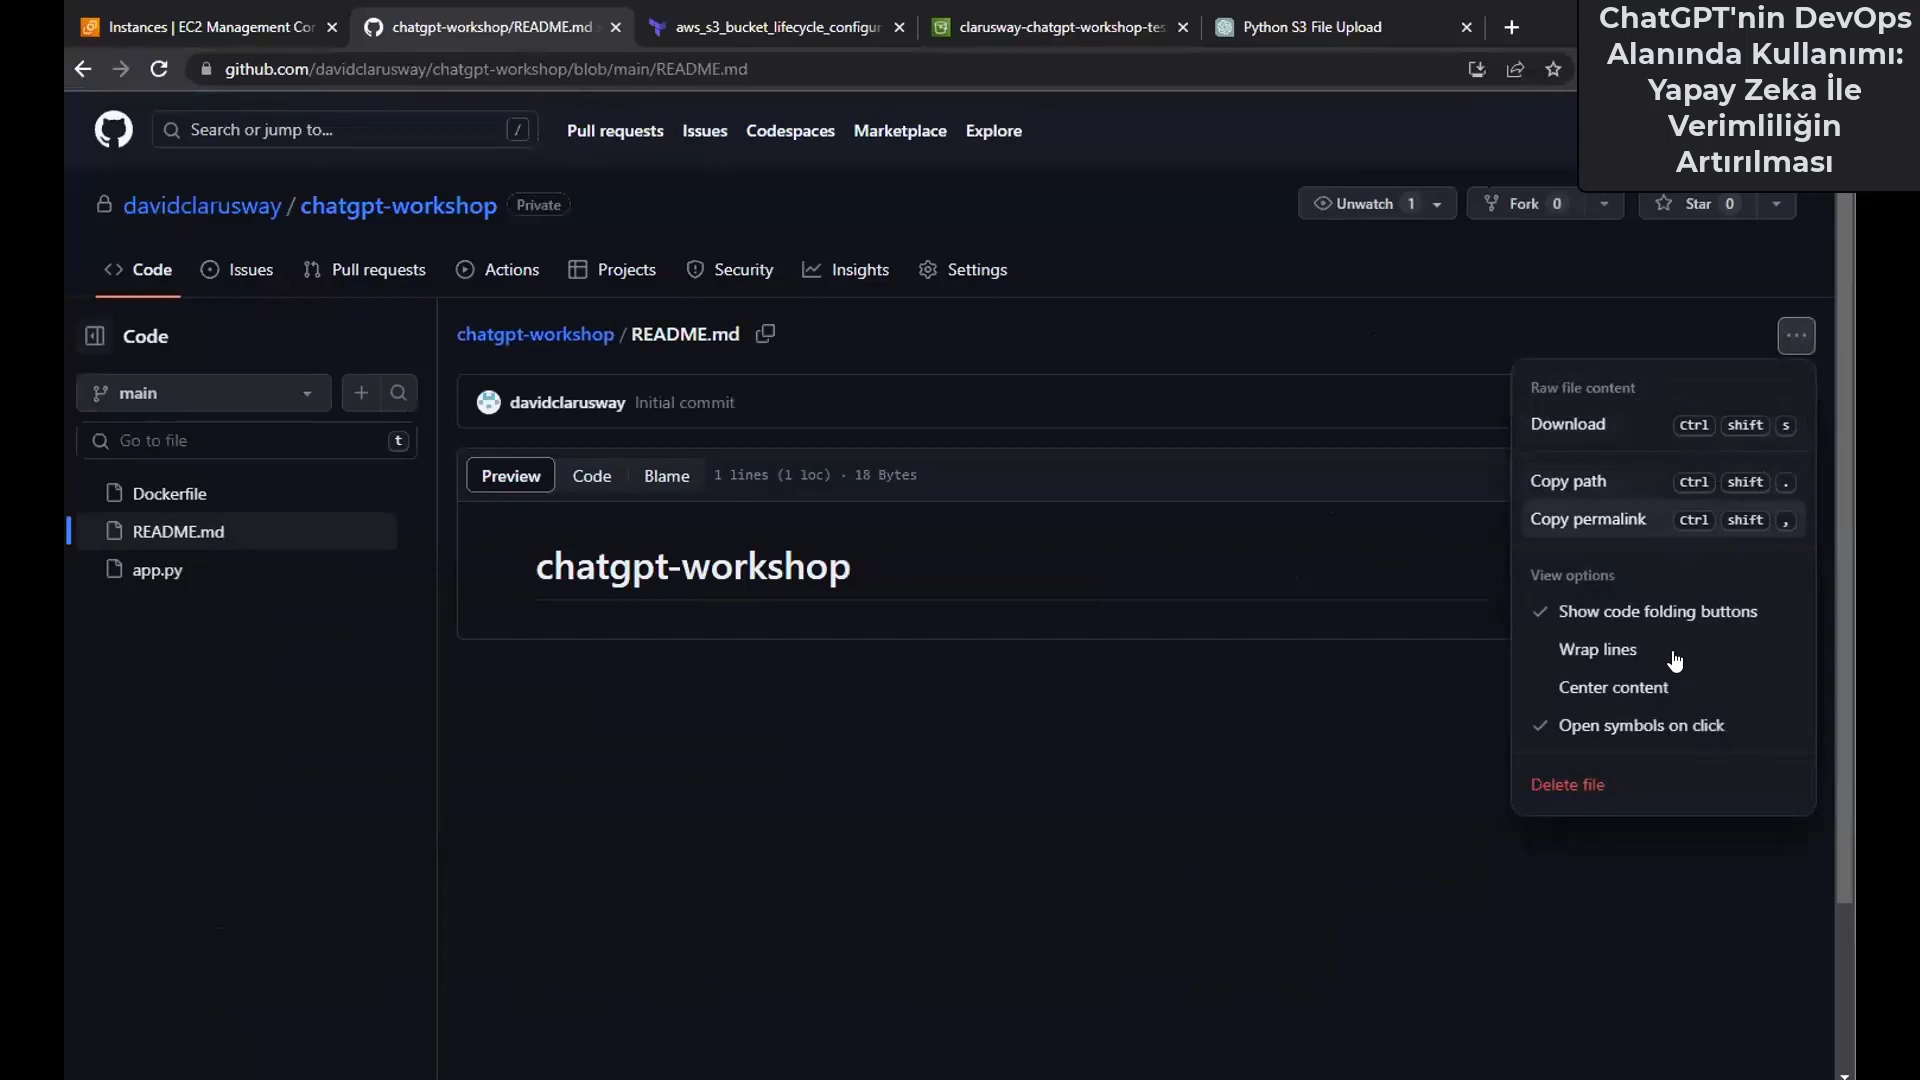 Instances | EC2 Management Cor
chatgpt-workshop/README.md
aws_s3_bucket_lifecycle_configur
clarusway-chatgpt-workshop-tes
Python S3 File Upload
ChatGPT'nin DevOps
Alanında Kullanımı:
Yapay Zeka İle
Verimliliğin
Artırılması
github.com/davidclarusway/chatgpt-workshop/blob/main/README.md
Search or jump to...
/
Pull requests
Issues
Codespaces
Marketplace
Explore
davidclarusway / chatgpt-workshop
Private
Unwatch 1
Fork 0
Star 0
Code
Issues
Pull requests
Actions
Projects
Security
Insights
Settings
Code
main
Go to file
t
Dockerfile
README.md
app.py
chatgpt-workshop / README.md
davidclarusway Initial commit
Preview
Code
Blame
1 lines (1 loc) · 18 Bytes
chatgpt-workshop
Raw file content
Download Ctrl shift s
Copy path Ctrl shift .
Copy permalink Ctrl shift ,
View options
Show code folding buttons
Wrap lines
Center content
Open symbols on click
Delete file